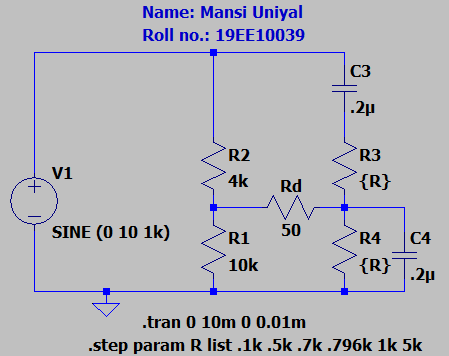 Name: Mansi Uniyal
Roll no.: 19EE10039
C3
.2µ
R2
4k
R3
{R}
V1
Rd
50
SINE (0 10 1k)
R1
10k
R4
{R}
C4
.2µ
.tran 0 10m 0 0.01m
.step param R list .1k .5k .7k .796k 1k 5k